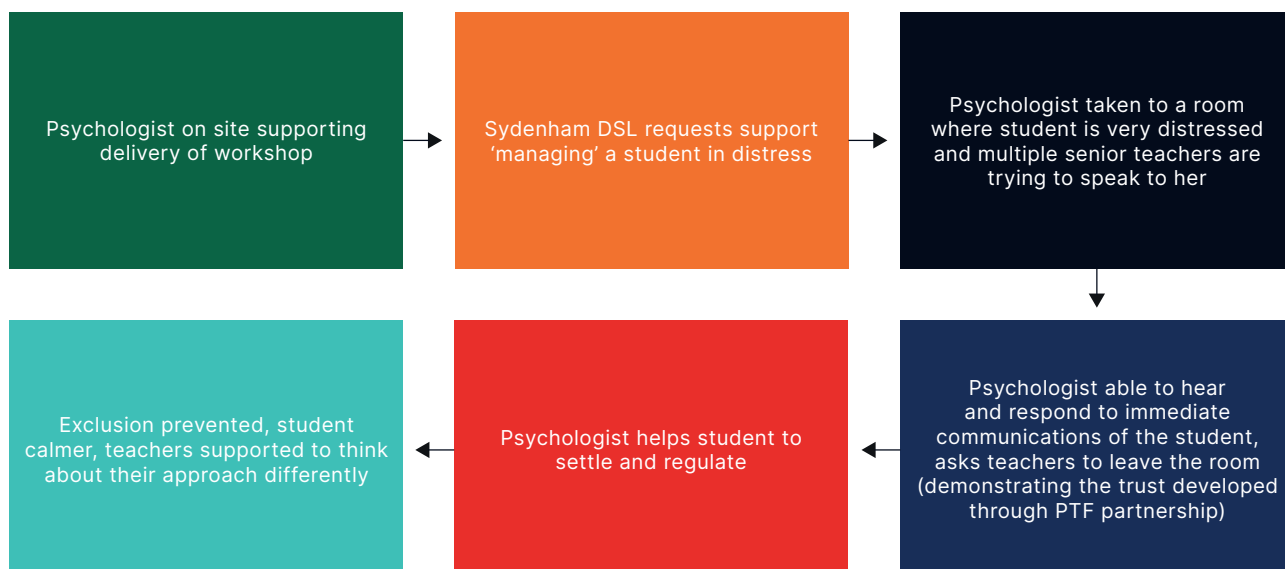 Psychologist on site supporting
delivery of workshop
Sydenham DSL requests support
‘managing’ a student in distress
Psychologist taken to a room
where student is very distressed
and multiple senior teachers are
trying to speak to her
Psychologist able to hear
and respond to immediate
communications of the student,
asks teachers to leave the room
(demonstrating the trust developed
through PTF partnership)
Psychologist helps student to
settle and regulate
Exclusion prevented, student
calmer, teachers supported to think
about their approach differently